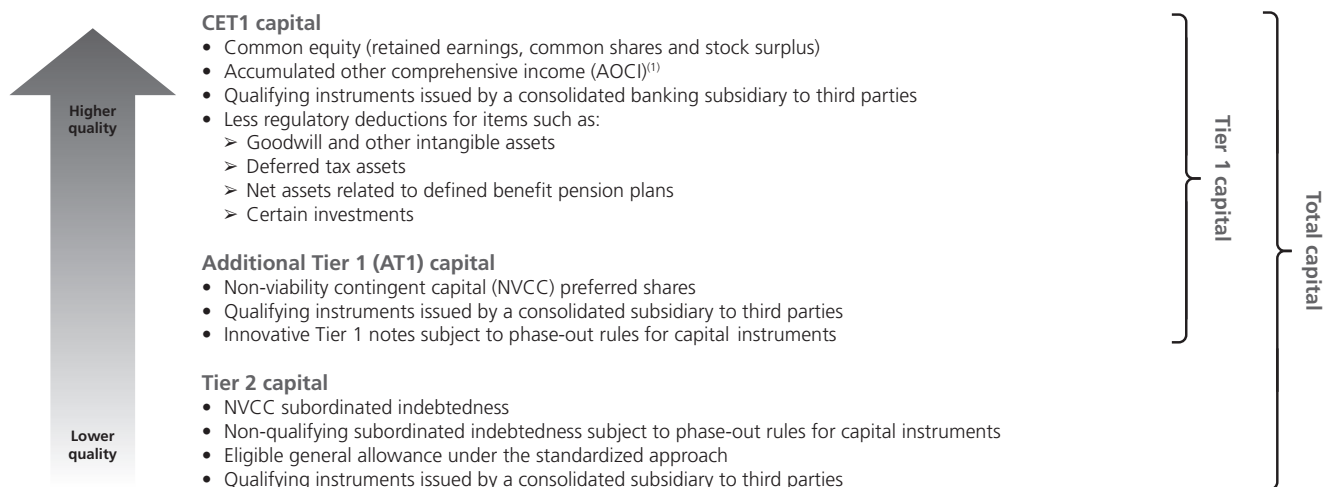 CET1 capital
• Common equity (retained earnings, common shares and stock surplus)
• Accumulated other comprehensive income (AOCI)(1)
• Qualifying instruments issued by a consolidated banking subsidiary to third parties
• Less regulatory deductions for items such as:
➢ Goodwill and other intangible assets
➢ Deferred tax assets
➢ Net assets related to defined benefit pension plans
➢ Certain investments
Additional Tier 1 (AT1) capital
• Non-viability contingent capital (NVCC) preferred shares
• Qualifying instruments issued by a consolidated subsidiary to third parties
• Innovative Tier 1 notes subject to phase-out rules for capital instruments
Tier 2 capital
• NVCC subordinated indebtedness
• Non-qualifying subordinated indebtedness subject to phase-out rules for capital instruments
• Eligible general allowance under the standardized approach
• Qualifying instruments issued by a consolidated subsidiary to third parties
Higher
quality
Lower
quality
Tier 1 capital
Total capital